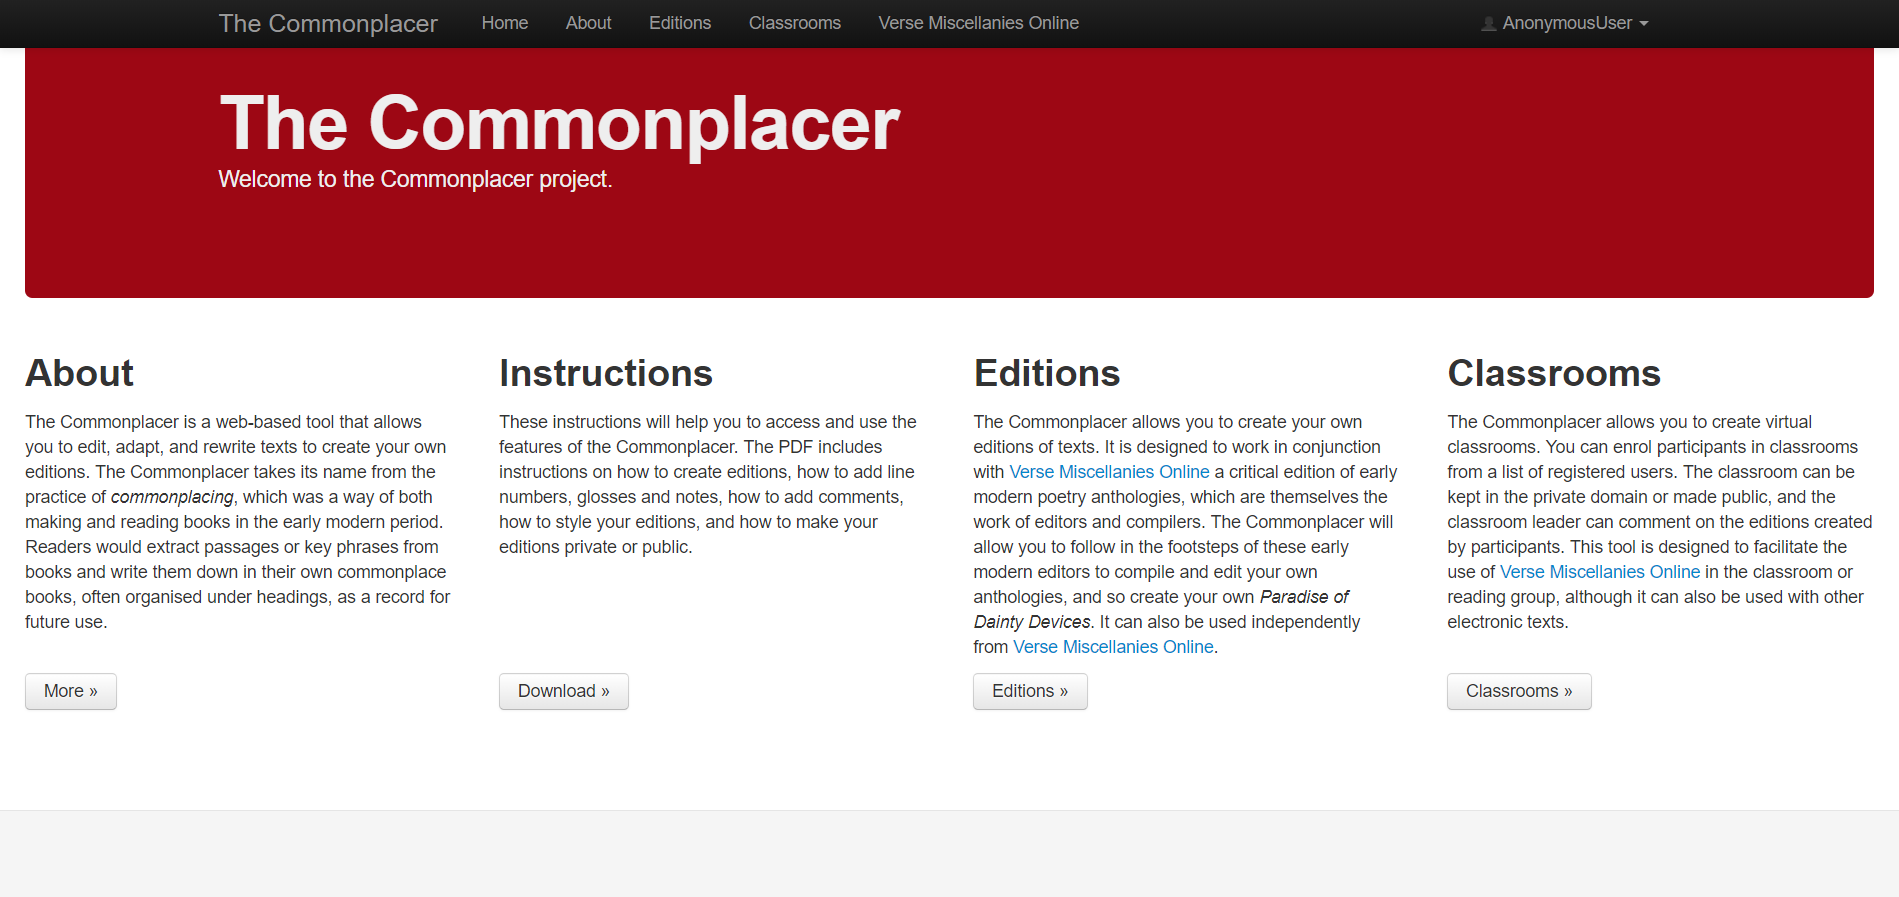 The Commonplacer Home About Editions Classrooms Verse Miscellanies Online AnonymousUser
The Commonplacer
Welcome to the Commonplacer project.
About
The Commonplacer is a web-based tool that allows
you to edit, adapt, and rewrite texts to create your own
editions. The Commonplacer takes its name from the
practice of commonplacing, which was a way of both
making and reading books in the early modern period.
Readers would extract passages or key phrases from
books and write them down in their own commonplace
books, often organised under headings, as a record for
future use.
More »
Instructions
These instructions will help you to access and use the
features of the Commonplacer. The PDF includes
instructions on how to create editions, how to add line
numbers, glosses and notes, how to add comments,
how to style your editions, and how to make your
editions private or public.
Download »
Editions
The Commonplacer allows you to create your own
editions of texts. It is designed to work in conjunction
with Verse Miscellanies Online a critical edition of early
modern poetry anthologies, which are themselves the
work of editors and compilers. The Commonplacer will
allow you to follow in the footsteps of these early
modern editors to compile and edit your own
anthologies, and so create your own Paradise of
Dainty Devices. It can also be used independently
from Verse Miscellanies Online.
Editions »
Classrooms
The Commonplacer allows you to create virtual
classrooms. You can enrol participants in classrooms
from a list of registered users. The classroom can be
kept in the private domain or made public, and the
classroom leader can comment on the editions created
by participants. This tool is designed to facilitate the
use of Verse Miscellanies Online in the classroom or
reading group, although it can also be used with other
electronic texts.
Classrooms »